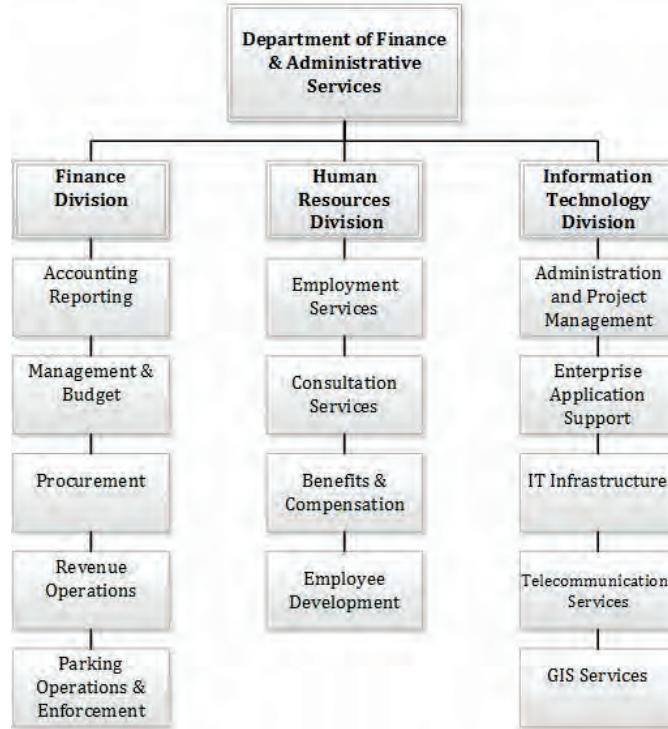 Department of Finance
& Administrative
Services
Finance
Division
Accounting
Reporting
Management &
Budget
Procurement
Revenue
Operations
Parking
Operations &
Enforcement
Human
Resources
Division
Employment
Services
Consultation
Services
Benefits &
Compensation
Employee
Development
Information
Technology
Division
Administration
and Project
Management
Enterprise
Application
Support
IT Infrastructure
Telecommunication
Services
GIS Services